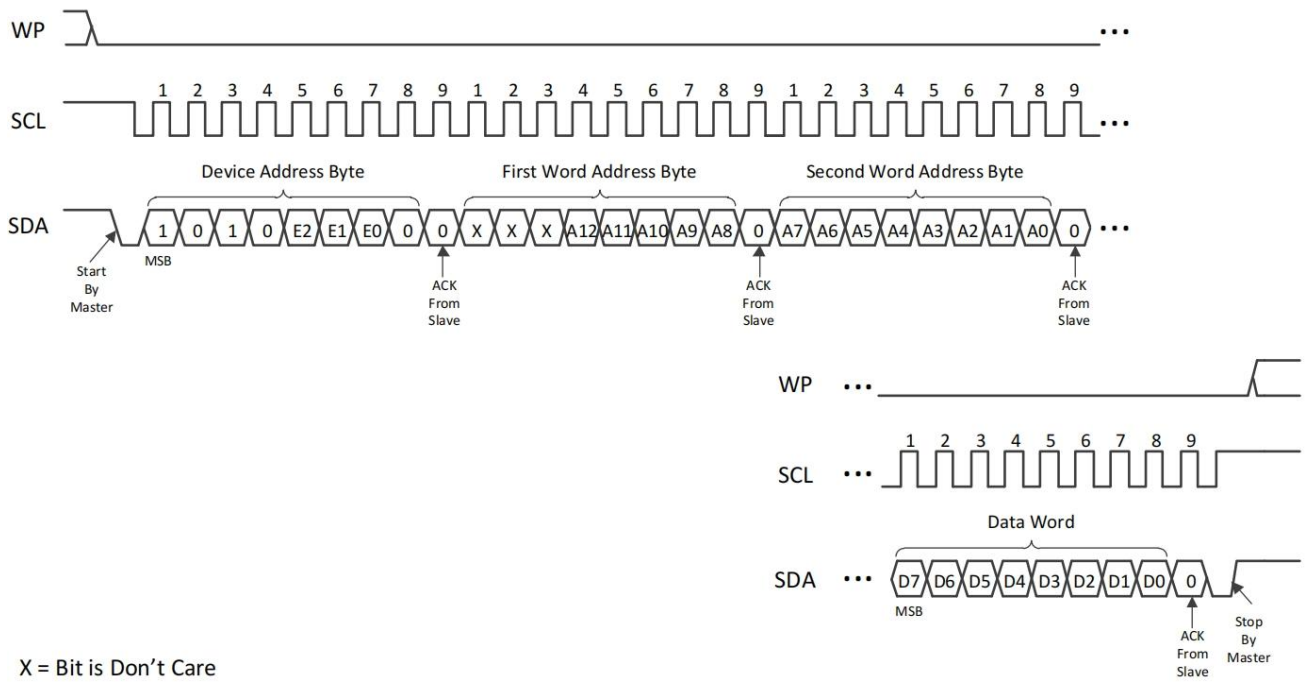 WP ...
1 2 3 4 5 6 7 8 9 1 2 3 4 5 6 7 8 9 1 2 3 4 5 6 7 8 9
SCL ...
Device Address Byte First Word Address Byte Second Word Address Byte
SDA 1 0 1 0 E2 E1 E0 0 0 X X X A12 A11 A10 A9 A8 0 A7 A6 A5 A4 A3 A2 A1 A0 0 ...
MSB
Start
By
Master
ACK
From
Slave
ACK
From
Slave
ACK
From
Slave
WP ...
1 2 3 4 5 6 7 8 9
SCL ...
Data Word
SDA ... D7 D6 D5 D4 D3 D2 D1 D0 0
MSB
ACK
From
Slave
Stop
By
Master
X = Bit is Don’t Care